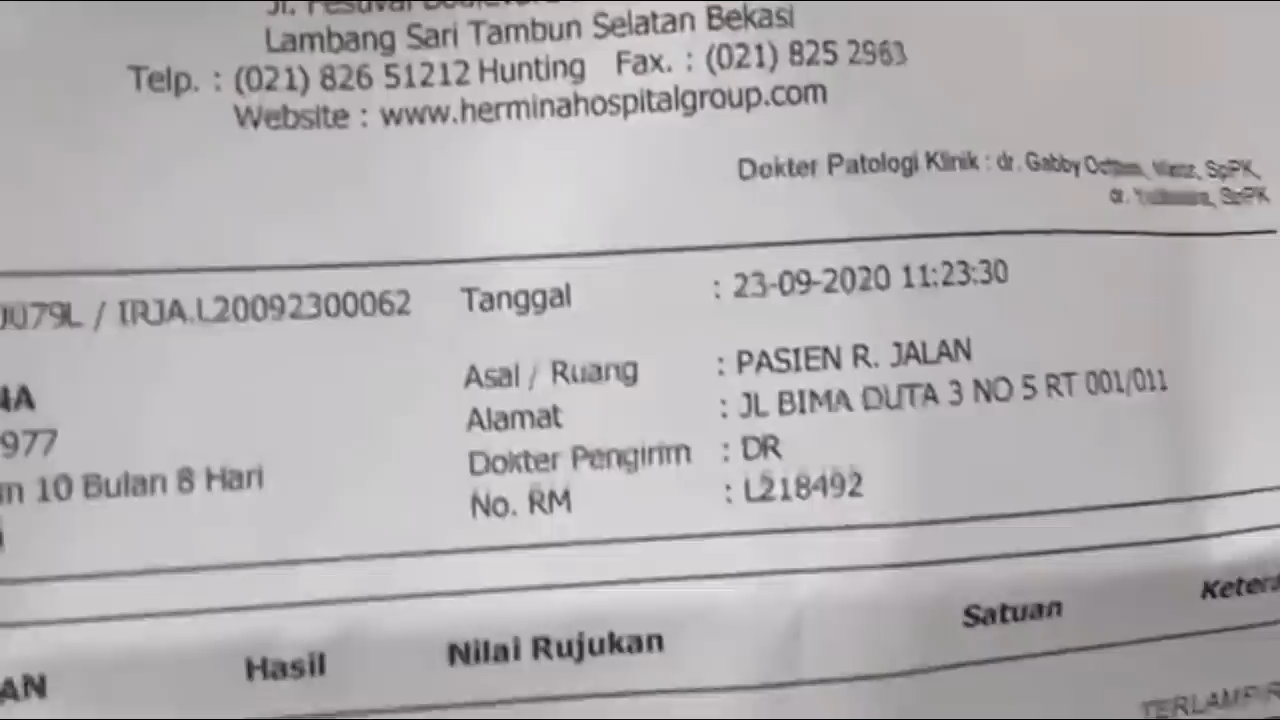 Lambang Sari Tambun Selatan Bekasi
Telp. : (021) 826 51212 Hunting Fax. : (021) 825 2963
Website : www.herminahospitalgroup.com
Dokter Patologi Klinik : dr. Gabby SpPK,
SpPK
/ IRJA.L20092300062 Tanggal : 23-09-2020 11:23:30
Asal / Ruang : PASIEN R. JALAN
Alamat : JL BIMA DUTA 3 NO 5 RT 001/011
977 Dokter Pengirim : DR
10 Bulan 8 Hari No. RM : L218492
AN Hasil Nilai Rujukan Satuan